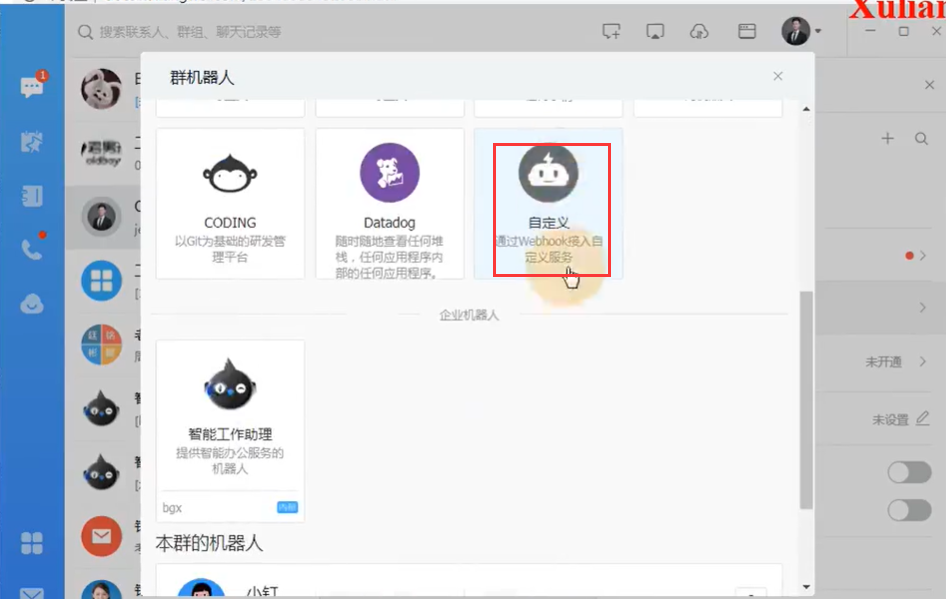 Xulian
搜索联系人、群组、聊天记录等
1
群机器人
CODING
以Git为基础的研发管
理平台
Datadog
随时随地查看任何堆
栈，任何应用程序内
部的任何应用程序。
自定义
通过Webhook接入自
定义服务
企业机器人
智能工作助理
提供智能办公服务的
机器人
bgx
内部
本群的机器人
小钉
未开通
未设置